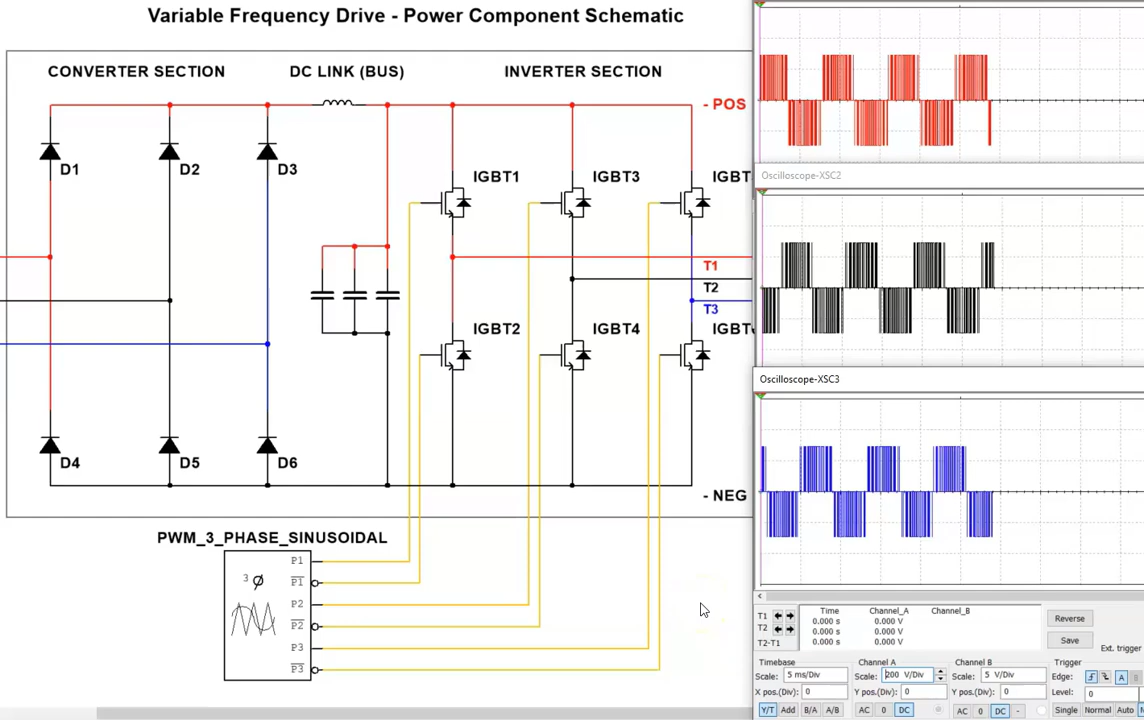 Variable Frequency Drive - Power Component Schematic
CONVERTER SECTION
DC LINK (BUS)
INVERTER SECTION
- POS
D1
D2
D3
IGBT1
IGBT3
IGBT
T1
T2
T3
IGBT2
IGBT4
IGBT
D4
D5
D6
- NEG
PWM_3_PHASE_SINUSOIDAL
3 Ø
P1
P1
P2
P2
P3
P3
Oscilloscope-XSC2
Oscilloscope-XSC3
Time Channel_A Channel_B
T1 0.000 s 0.000 V
T2 0.000 s 0.000 V
T2-T1 0.000 s 0.000 V
Reverse
Save
Ext. trigger
Timebase
Scale: 5 ms/Div
X pos.(Div): 0
Y/T Add B/A A/B
Channel A
Scale: 200 V/Div
Y pos.(Div): 0
AC 0 DC
Channel B
Scale: 5 V/Div
Y pos.(Div): 0
AC 0 DC -
Trigger
Edge: A
Level: 0
Single Normal Auto